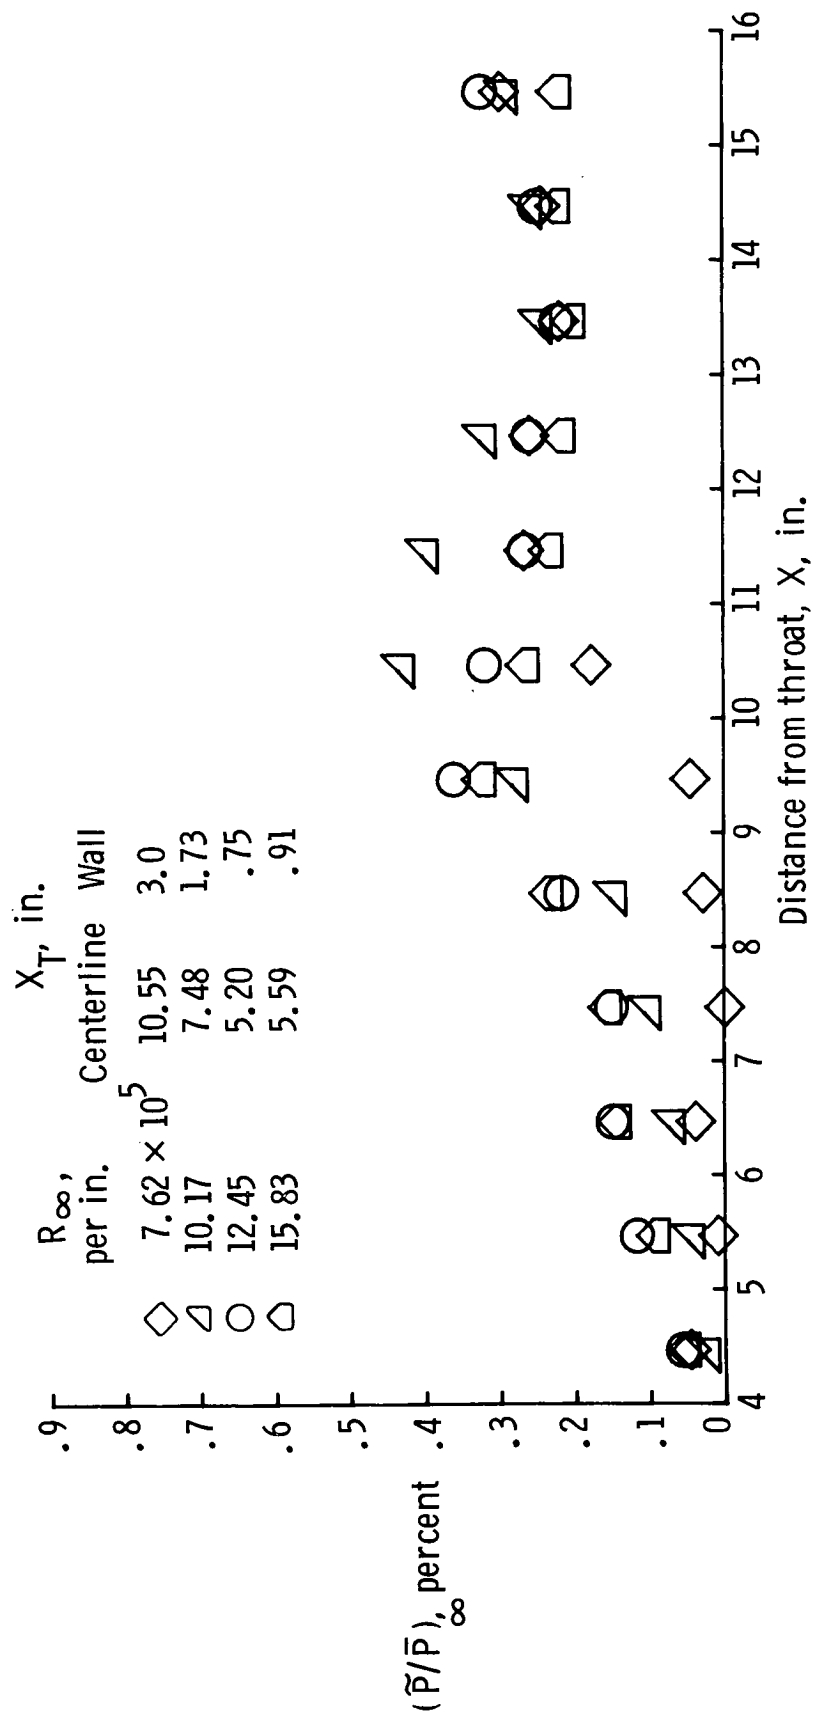 X_T, in.
R∞,
per in.
Centerline Wall
7.62 × 10⁵ 10.55 3.0
10.17 7.48 1.73
12.45 5.20 .75
15.83 5.59 .91
.9
.8
.7
.6
.5
.4
.3
.2
.1
0
(P̃/P̄)∞, percent
4 5 6 7 8 9 10 11 12 13 14 15 16
Distance from throat, X, in.